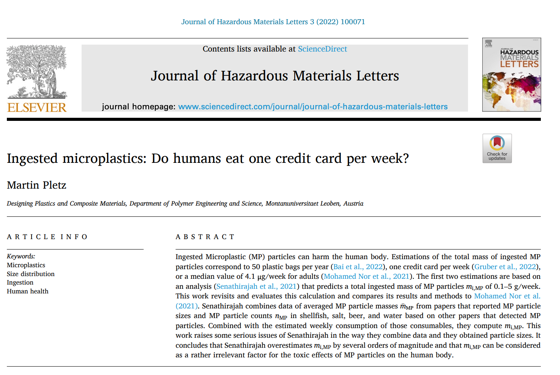 Journal of Hazardous Materials Letters 3 (2022) 100071
Contents lists available at ScienceDirect
Journal of Hazardous Materials Letters
journal homepage: www.sciencedirect.com/journal/journal-of-hazardous-materials-letters
ELSEVIER
HAZARDOUS
MATERIALS
LETTERS
Check for
updates
Ingested microplastics: Do humans eat one credit card per week?
Martin Pletz
Designing Plastics and Composite Materials, Department of Polymer Engineering and Science, Montanuniversitaet Leoben, Austria
ARTICLE INFO
Keywords:
Microplastics
Size distribution
Ingestion
Human health
ABSTRACT
Ingested Microplastic (MP) particles can harm the human body. Estimations of the total mass of ingested MP
particles correspond to 50 plastic bags per year (Bai et al., 2022), one credit card per week (Gruber et al., 2022),
or a median value of 4.1 µg/week for adults (Mohamed Nor et al., 2021). The first two estimations are based on
an analysis (Senathirajah et al., 2021) that predicts a total ingested mass of MP particles mi,MP of 0.1–5 g/week.
This work revisits and evaluates this calculation and compares its results and methods to Mohamed Nor et al.
(2021). Senathirajah combines data of averaged MP particle mass m̄MP from papers that reported MP particle
sizes and MP particle counts nMP in shellfish, salt, beer, and water based on other papers that detected MP
particles. Combined with the estimated weekly consumption of those consumables, they compute mi,MP. This
work raises some serious issues of Senathirajah in the way they combine data and they obtained particle sizes. It
concludes that Senathirajah overestimates mi,MP by several orders of magnitude and that mi,MP can be considered
as a rather irrelevant factor for the toxic effects of MP particles on the human body.